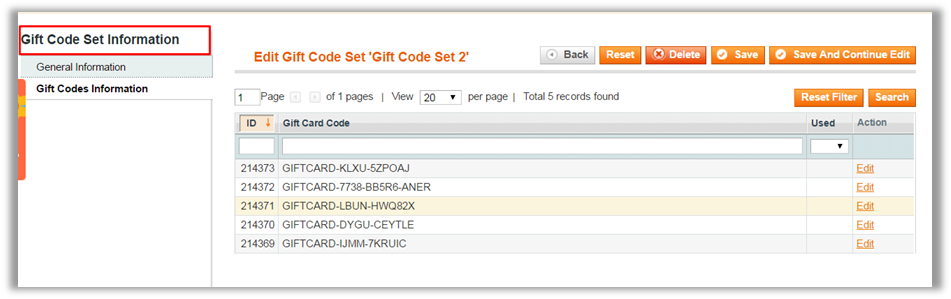 Gift Code Set Information
General Information
Gift Codes Information
Edit Gift Code Set 'Gift Code Set 2'
Back Reset Delete Save Save And Continue Edit
1 Page of 1 pages | View 20 per page | Total 5 records found
Reset Filter Search
ID Gift Card Code Used Action
214373 GIFTCARD-KLXU-5ZPOAJ Edit
214372 GIFTCARD-7738-BB5R6-ANER Edit
214371 GIFTCARD-LBUN-HWQ82X Edit
214370 GIFTCARD-DYGU-CEYTLE Edit
214369 GIFTCARD-IJMM-7KRUIC Edit